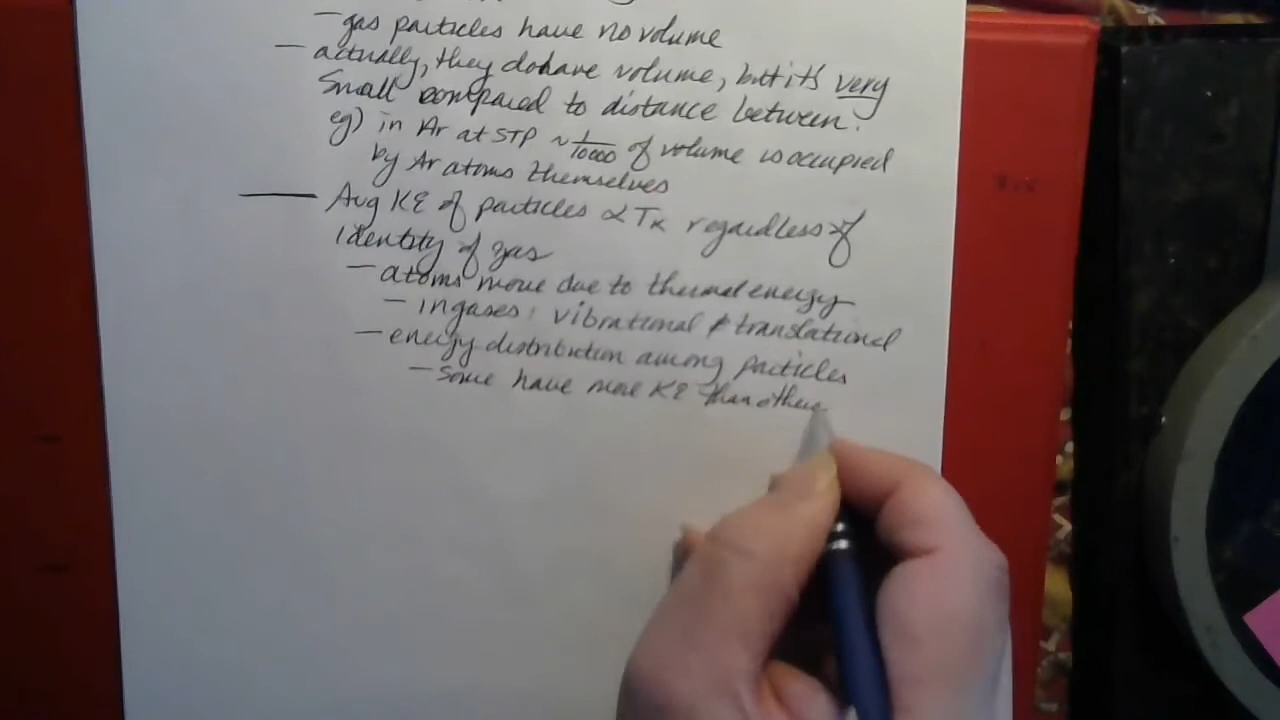 - gas particles have no volume
- actually, they do have volume, but it's very
small compared to distance between.
eg) in Ar at STP ~ 1/10000 of volume is occupied
by Ar atoms themselves
— Avg KE of particles ∝ TK regardless of
identity of gas
- atoms move due to thermal energy
- in gases: vibrational & translational
- energy distribution among particles
- some have more KE than others